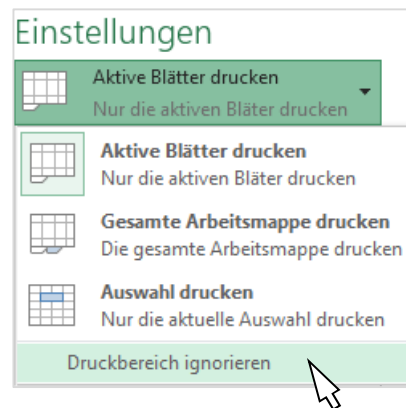 Einstellungen
Aktive Blätter drucken
Nur die aktiven Bläter drucken
Aktive Blätter drucken
Nur die aktiven Bläter drucken
Gesamte Arbeitsmappe drucken
Die gesamte Arbeitsmappe drucken
Auswahl drucken
Nur die aktuelle Auswahl drucken
Druckbereich ignorieren